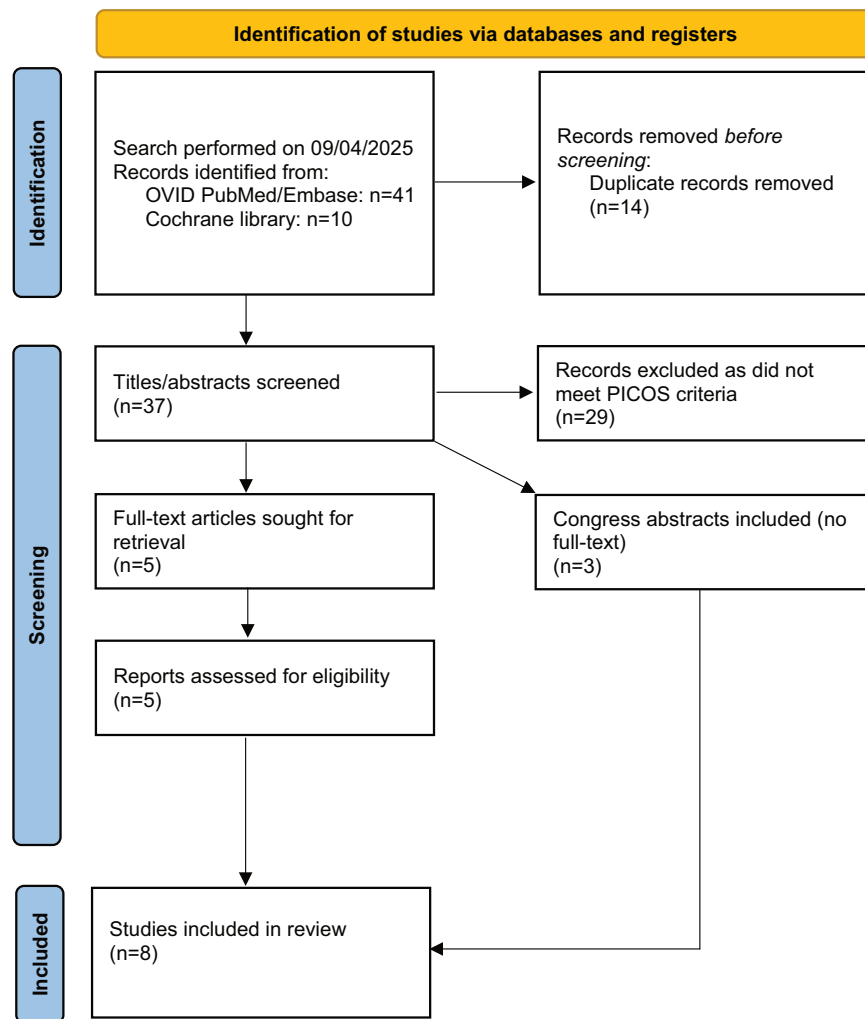 Identification of studies via databases and registers
Identification
Search performed on 09/04/2025
Records identified from:
OVID PubMed/Embase: n=41
Cochrane library: n=10
Records removed before
screening:
Duplicate records removed
(n=14)
Screening
Titles/abstracts screened
(n=37)
Records excluded as did not
meet PICOS criteria
(n=29)
Full-text articles sought for
retrieval
(n=5)
Congress abstracts included (no
full-text)
(n=3)
Reports assessed for eligibility
(n=5)
Included
Studies included in review
(n=8)